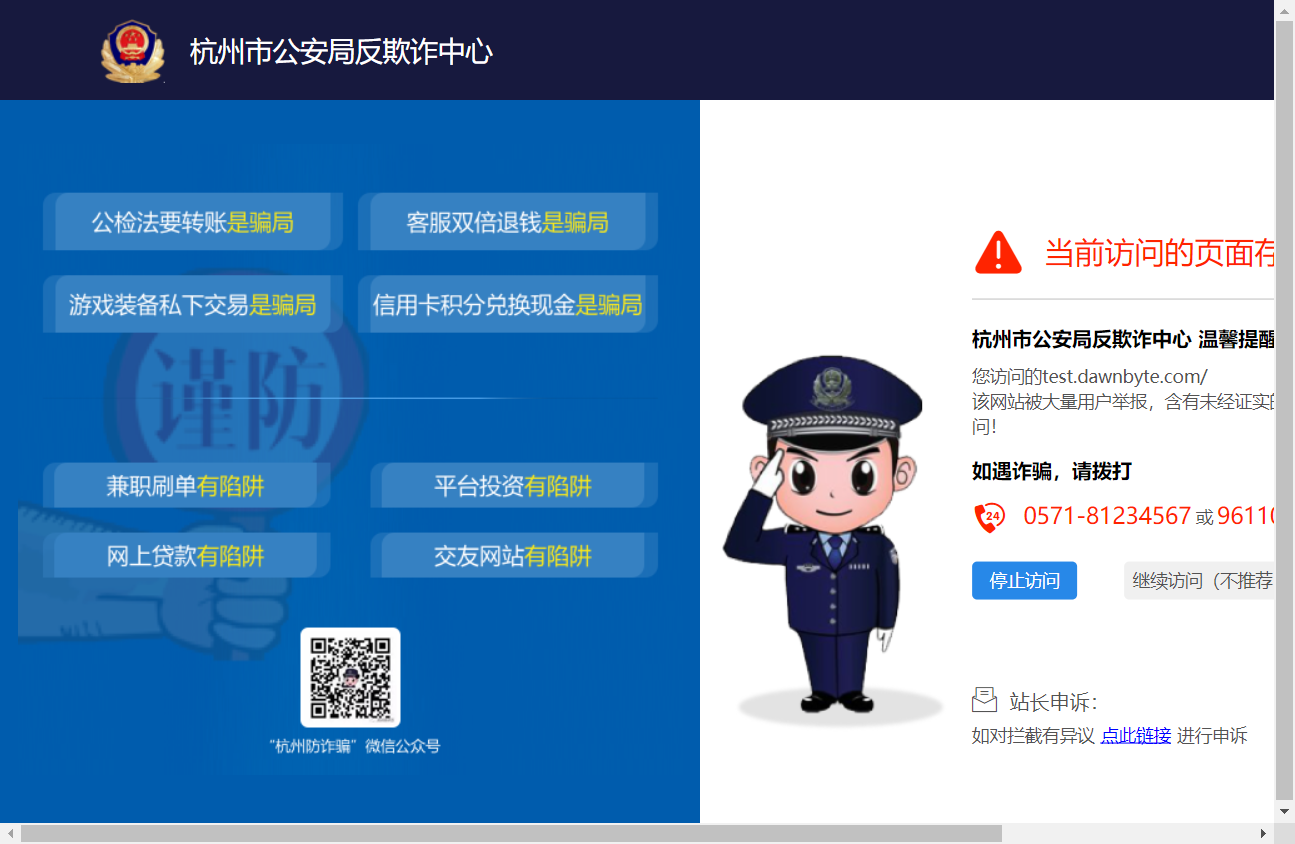 杭州市公安局反欺诈中心
公检法要转账是骗局
客服双倍退钱是骗局
游戏装备私下交易是骗局
信用卡积分兑换现金是骗局
谨防
兼职刷单有陷阱
平台投资有陷阱
网上贷款有陷阱
交友网站有陷阱
“杭州防诈骗”微信公众号
当前访问的页面存
杭州市公安局反欺诈中心 温馨提醒
您访问的test.dawnbyte.com/
该网站被大量用户举报，含有未经证实的
问！
如遇诈骗，请拨打
24
0571-81234567 或 96110
停止访问
继续访问（不推荐
站长申诉：
如对拦截有异议 点此链接 进行申诉